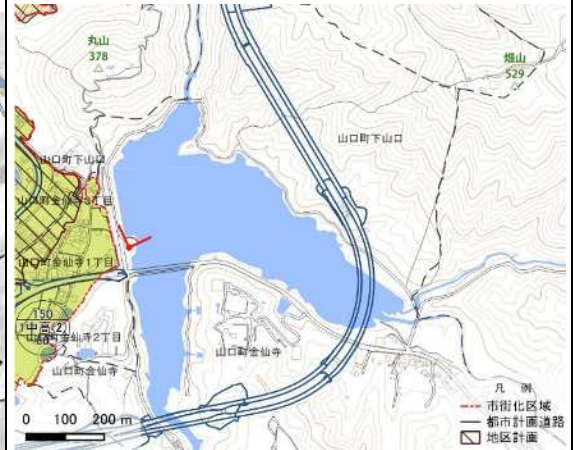 丸山
378
畑山
529
山口町下山口
山口町下山口
山口町金仙寺3丁目
山口町金仙寺1丁目
150
1中高(2)
60
山口町金仙寺2丁目
山口町金仙寺
山口町金仙寺
凡 例
市街化区域
都市計画道路
地区計画
0 100 200 m